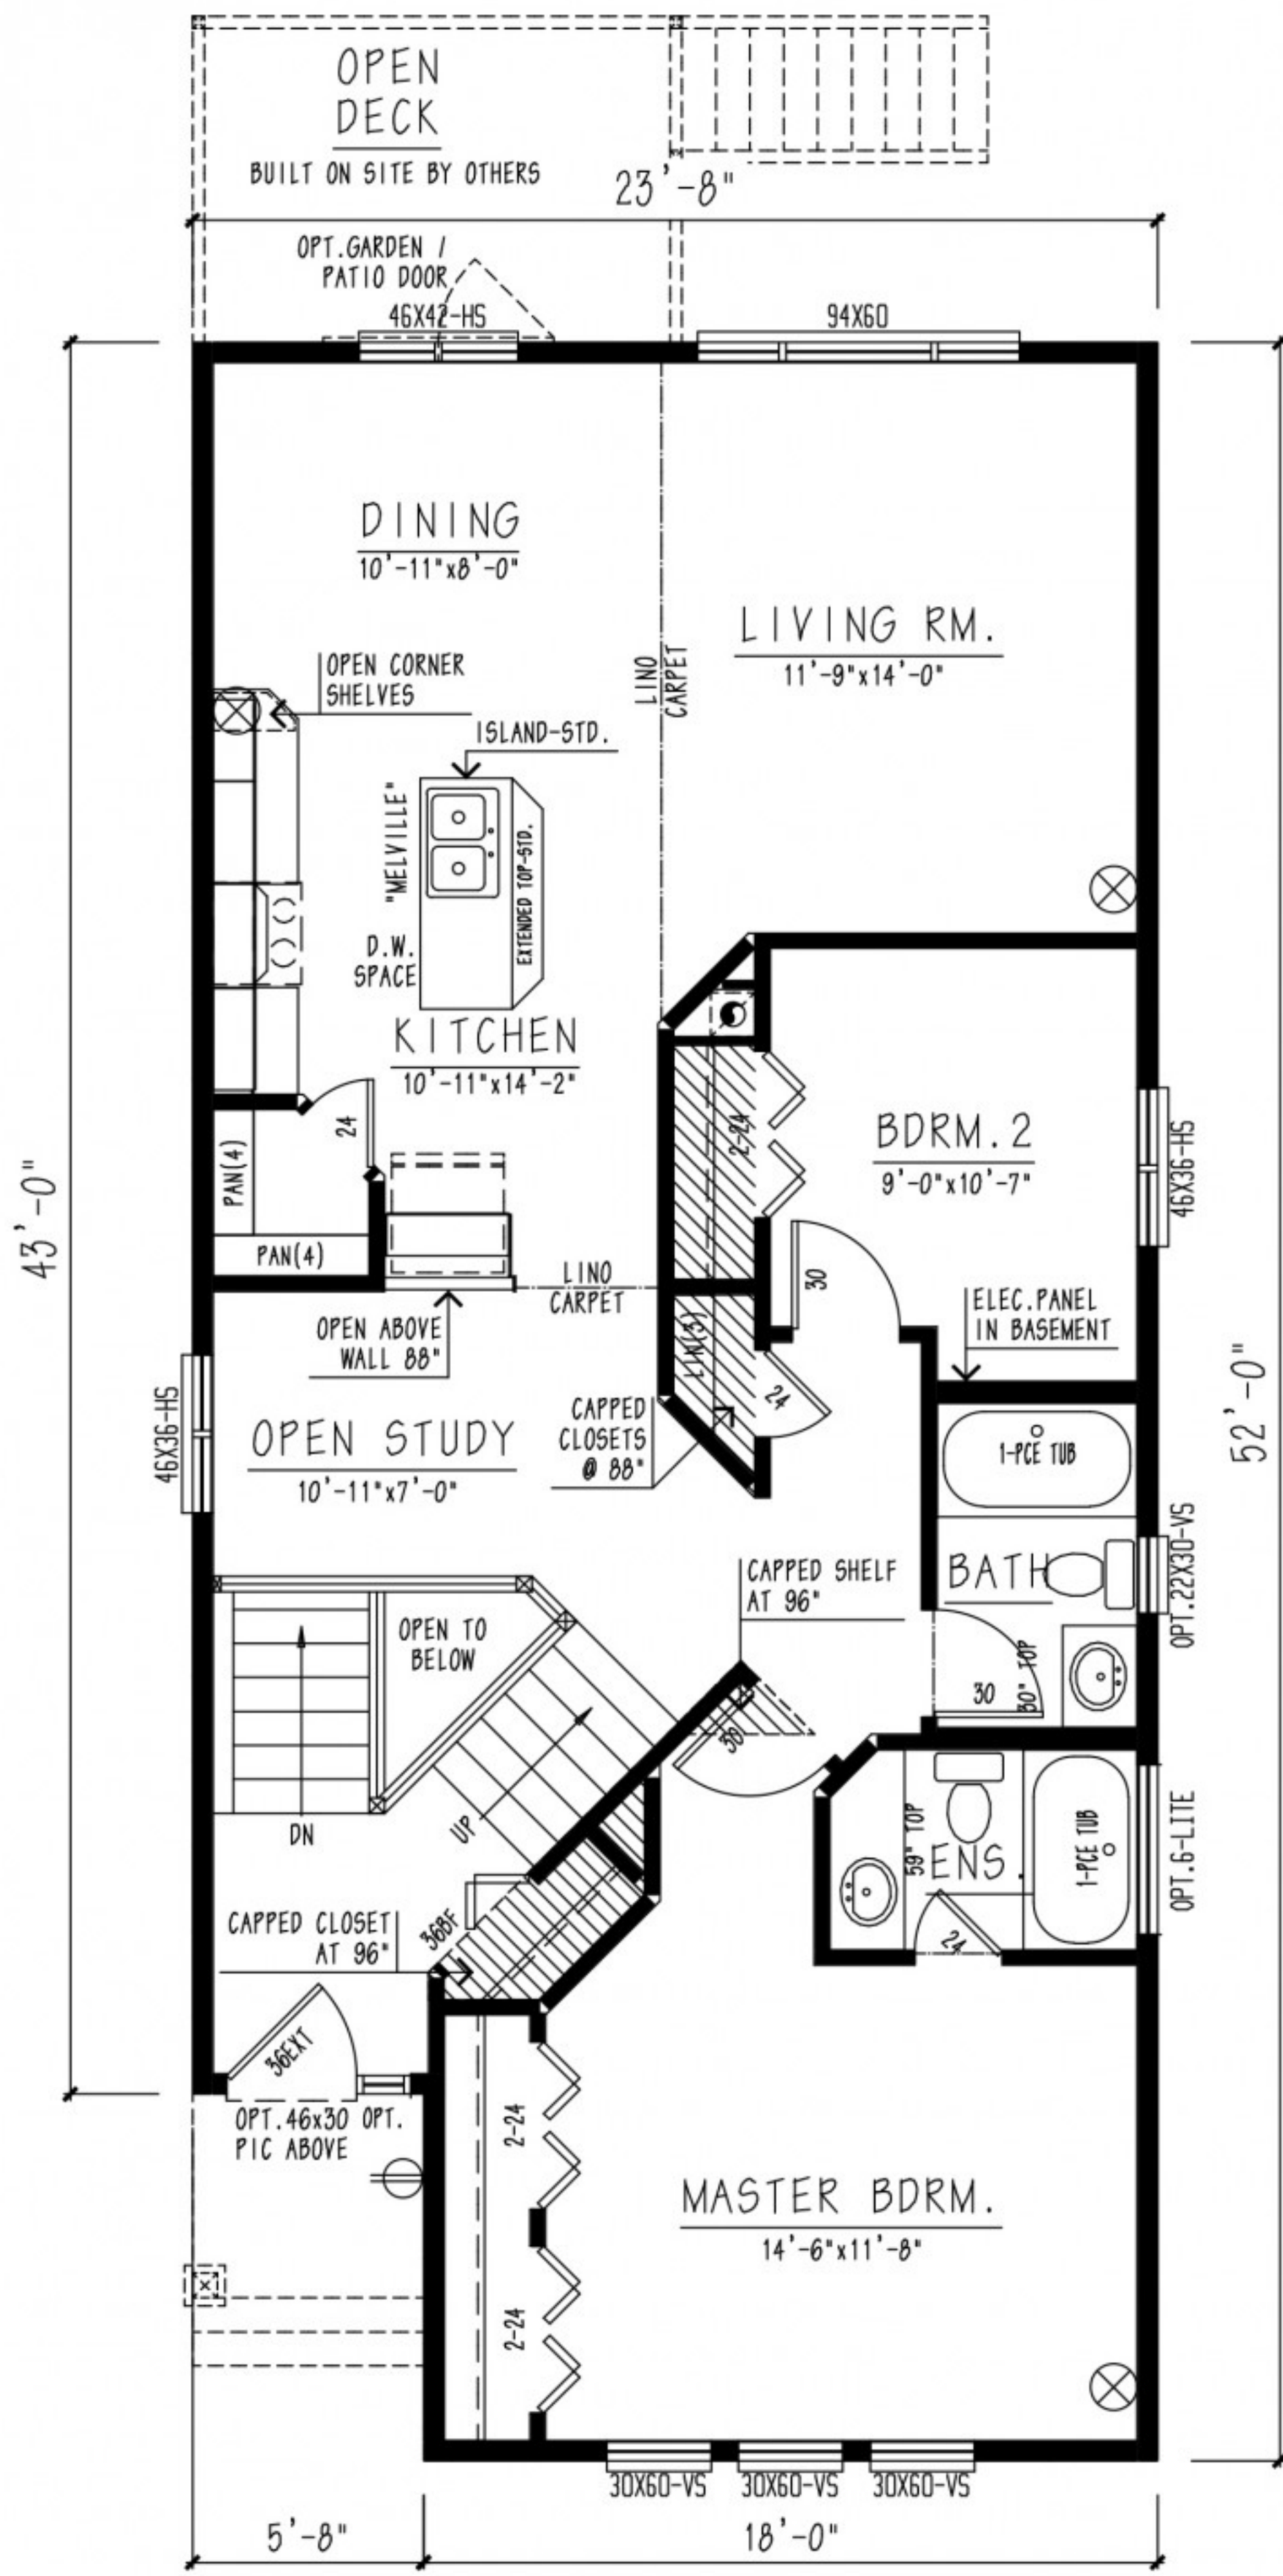 OPEN
DECK
BUILT ON SITE BY OTHERS
23'-8"
OPT.GARDEN /
PATIO DOOR
46X42-HS
94X60
DINING
10'-11"x8'-0"
LIVING RM.
11'-9"x14'-0"
LINO
CARPET
OPEN CORNER
SHELVES
ISLAND-STD.
"MELVILLE"
EXTENDED TOP-STD.
D.W.
SPACE
KITCHEN
10'-11"x14'-2"
24
PAN(4)
PAN(4)
2-24
BDRM.2
9'-0"x10'-7"
46X36-HS
43'-0"
LINO
CARPET
30
ELEC.PANEL
IN BASEMENT
OPEN ABOVE
WALL 88"
LIN(3)
24
52'-0"
46X36-HS
OPEN STUDY
10'-11"x7'-0"
CAPPED
CLOSETS
@ 88"
1-PCE TUB
BATH
OPT.22X30-VS
CAPPED SHELF
AT 96"
OPEN TO
BELOW
30
30" TOP
30
DN
UP
59" TOP
ENS.
1-PCE TUB
OPT.6-LITE
24
CAPPED CLOSET
AT 96"
36BF
36EXT
OPT.46x30 OPT.
PIC ABOVE
2-24
MASTER BDRM.
14'-6"x11'-8"
2-24
30X60-VS
30X60-VS
30X60-VS
5'-8"
18'-0"